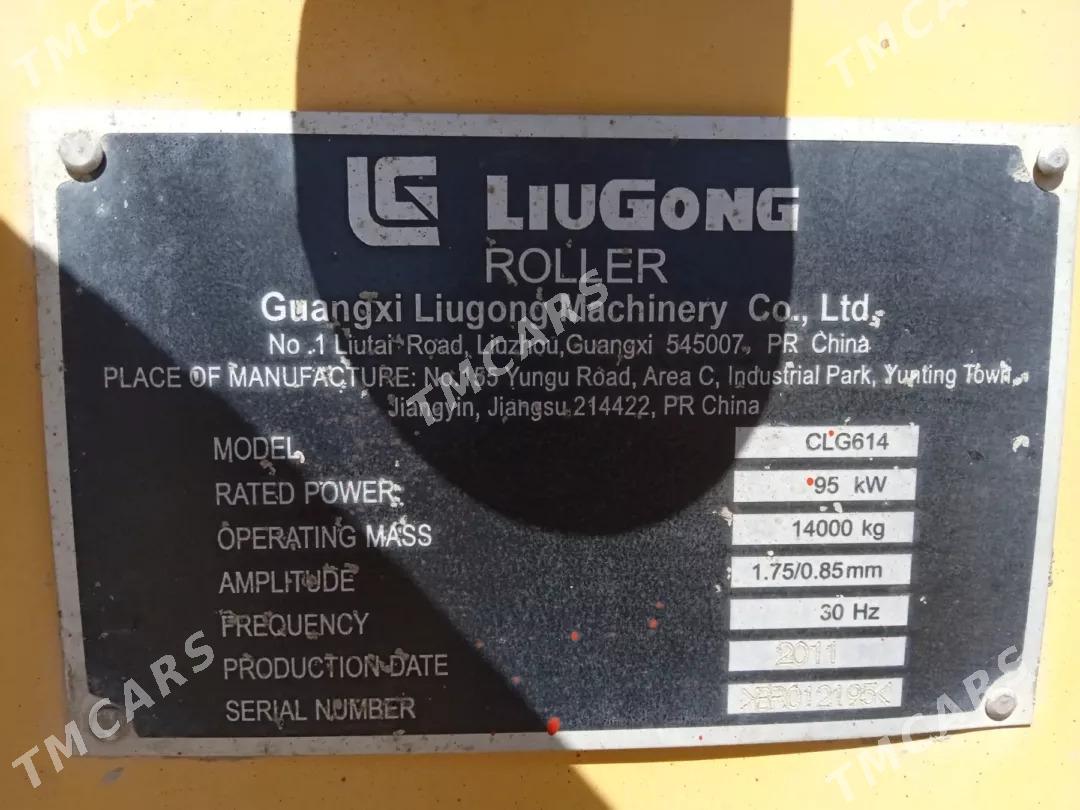 LG LIUGONG
ROLLER
Guangxi Liugong Machinery Co., Ltd.
No .1 Liutai Road, Liuzhou,Guangxi 545007, PR China
PLACE OF MANUFACTURE: No.155 Yungu Road, Area C, Industrial Park, Yunting Town,
Jiangyin, Jiangsu 214422, PR China
MODEL CLG614
RATED POWER 95 kW
OPERATING MASS 14000 kg
AMPLITUDE 1.75/0.85mm
FREQUENCY 30 Hz
PRODUCTION DATE 2011
SERIAL NUMBER
TMCARS
TMCARS
TMCARS
TMCARS
TMCARS
TMCARS
TMCARS